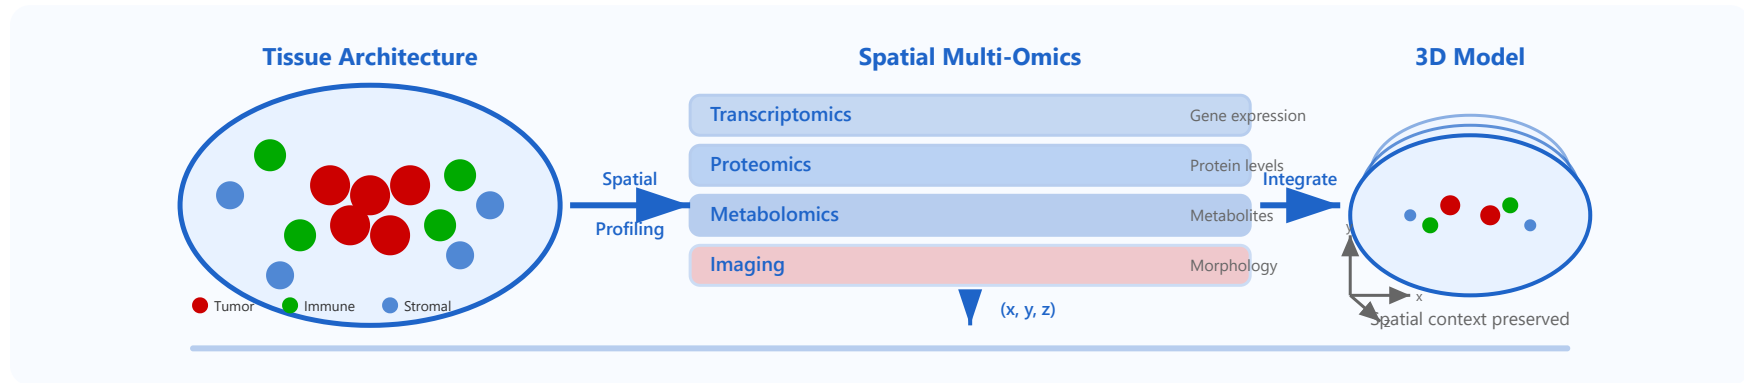 Tissue Architecture
Spatial Multi-Omics
3D Model
Tumor
Immune
Stromal
Spatial
Profiling
Transcriptomics
Gene expression
Proteomics
Protein levels
Metabolomics
Metabolites
Imaging
Morphology
(x, y, z)
Integrate
y
x
z
Spatial context preserved